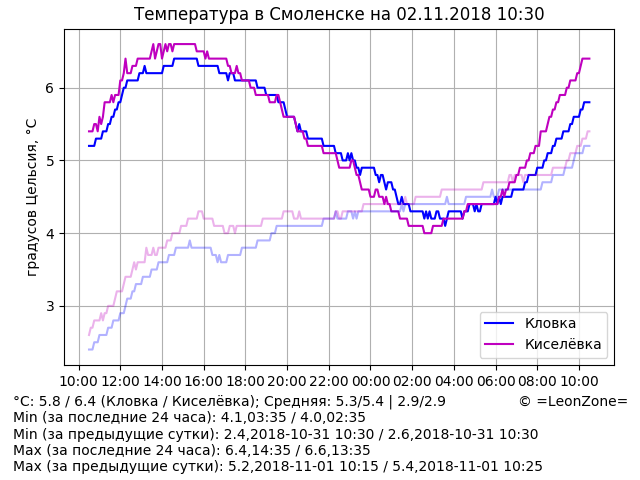 Температура в Смоленске на 02.11.2018 10:30
градусов Цельсия, °C
6
5
4
3
Кловка
Киселёвка
10:00 12:00 14:00 16:00 18:00 20:00 22:00 00:00 02:00 04:00 06:00 08:00 10:00
°C: 5.8 / 6.4 (Кловка / Киселёвка); Средняя: 5.3/5.4 | 2.9/2.9 © =LeonZone=
Min (за последние 24 часа): 4.1,03:35 / 4.0,02:35
Min (за предыдущие сутки): 2.4,2018-10-31 10:30 / 2.6,2018-10-31 10:30
Max (за последние 24 часа): 6.4,14:35 / 6.6,13:35
Max (за предыдущие сутки): 5.2,2018-11-01 10:15 / 5.4,2018-11-01 10:25